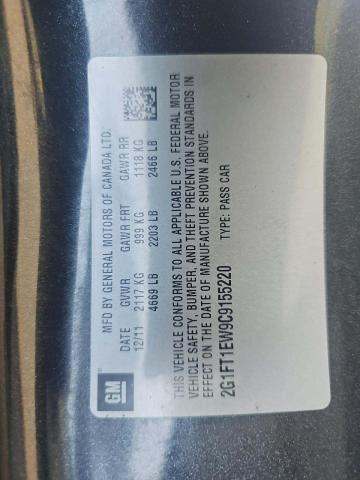 GM
MFD BY GENERAL MOTORS OF CANADA LTD.
DATE GVWR GAWR FRT GAWR RR
12/11 2117 KG 999 KG 1118 KG
4669 LB 2203 LB 2466 LB
THIS VEHICLE CONFORMS TO ALL APPLICABLE U.S. FEDERAL MOTOR
VEHICLE SAFETY, BUMPER, AND THEFT PREVENTION STANDARDS IN
EFFECT ON THE DATE OF MANUFACTURE SHOWN ABOVE.
2G1FT1EW9C9155220 TYPE: PASS CAR